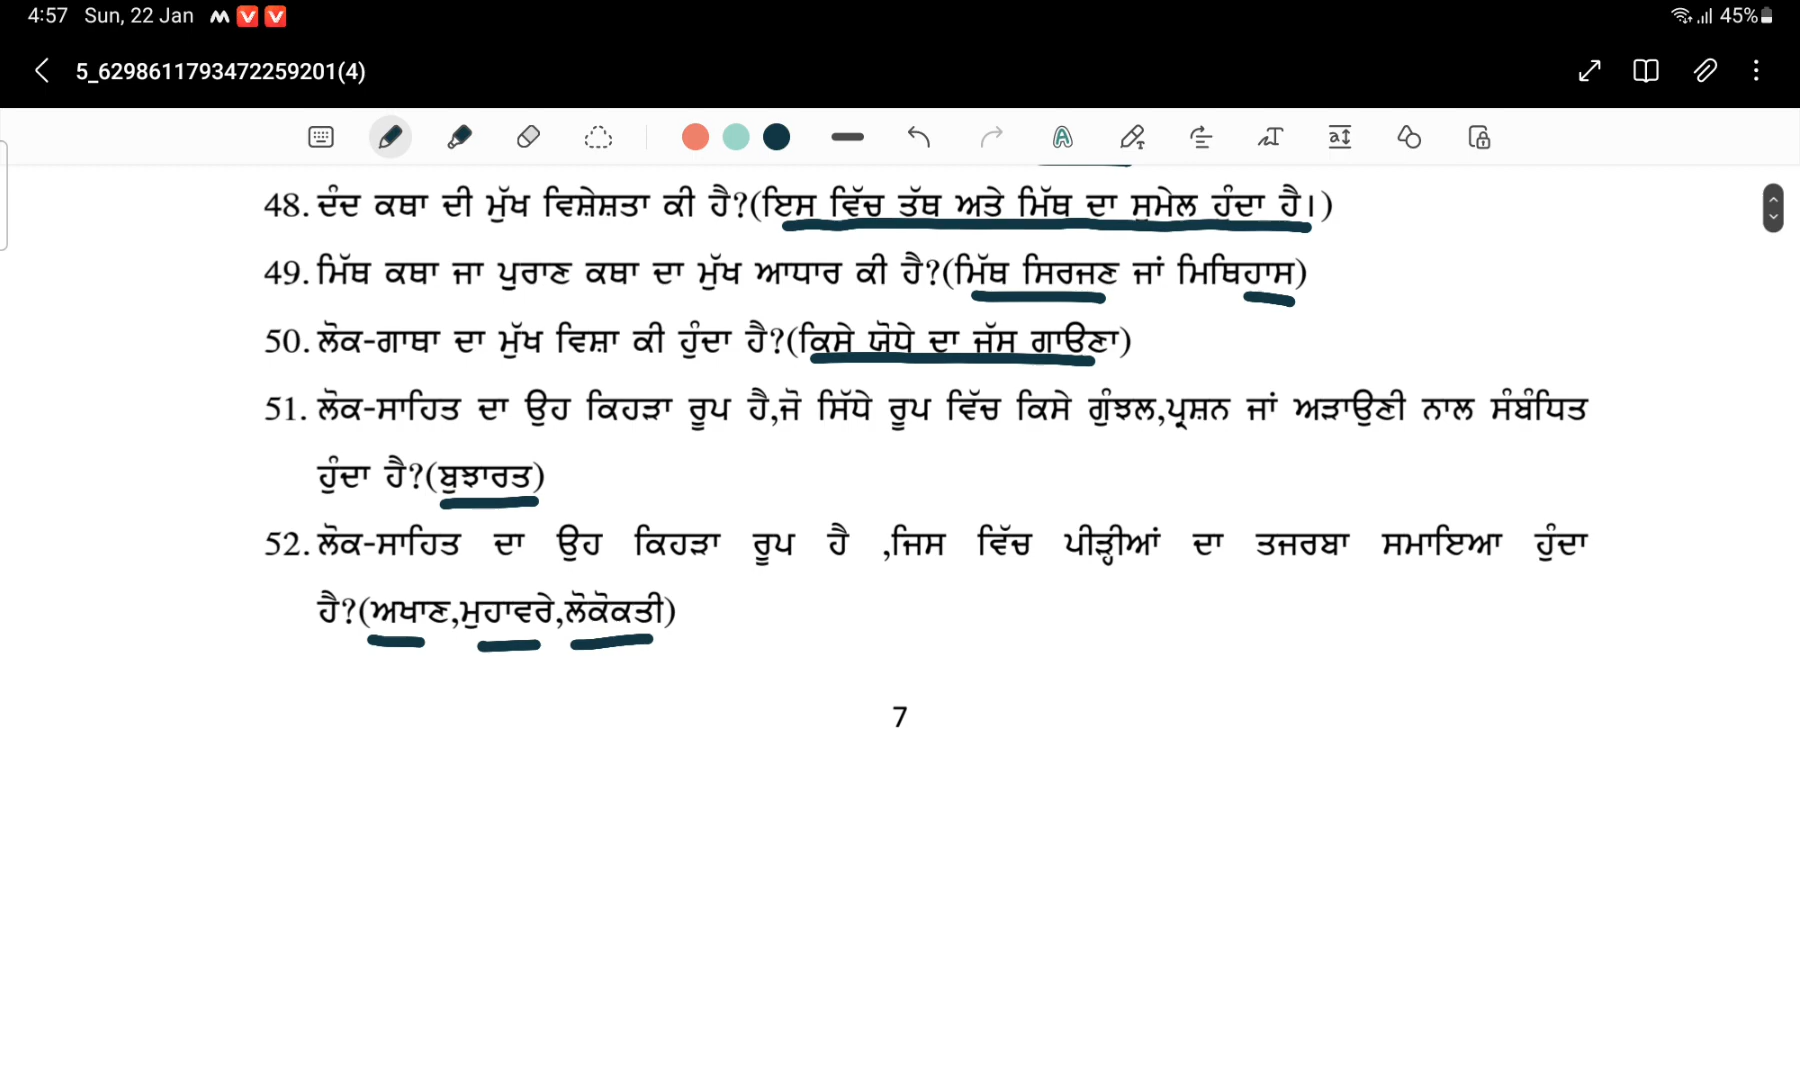 4:57 Sun, 22 Jan
45%
5_6298611793472259201(4)
48. ਦੰਦ ਕਥਾ ਦੀ ਮੁੱਖ ਵਿਸ਼ੇਸ਼ਤਾ ਕੀ ਹੈ?(ਇਸ ਵਿੱਚ ਤੱਥ ਅਤੇ ਮਿੱਥ ਦਾ ਸੁਮੇਲ ਹੁੰਦਾ ਹੈ।)
49. ਮਿੱਥ ਕਥਾ ਜਾ ਪੁਰਾਣ ਕਥਾ ਦਾ ਮੁੱਖ ਆਧਾਰ ਕੀ ਹੈ?(ਮਿੱਥ ਸਿਰਜਣ ਜਾਂ ਮਿਥਿਹਾਸ)
50. ਲੋਕ-ਗਾਥਾ ਦਾ ਮੁੱਖ ਵਿਸ਼ਾ ਕੀ ਹੁੰਦਾ ਹੈ?(ਕਿਸੇ ਯੋਧੇ ਦਾ ਜੱਸ ਗਾਉਣਾ)
51. ਲੋਕ-ਸਾਹਿਤ ਦਾ ਉਹ ਕਿਹੜਾ ਰੂਪ ਹੈ,ਜੋ ਸਿੱਧੇ ਰੂਪ ਵਿੱਚ ਕਿਸੇ ਗੁੰਝਲ,ਪ੍ਰਸ਼ਨ ਜਾਂ ਅੜਾਉਣੀ ਨਾਲ ਸੰਬੰਧਿਤ
ਹੁੰਦਾ ਹੈ?(ਬੁਝਾਰਤ)
52. ਲੋਕ-ਸਾਹਿਤ ਦਾ ਉਹ ਕਿਹੜਾ ਰੂਪ ਹੈ ,ਜਿਸ ਵਿੱਚ ਪੀੜ੍ਹੀਆਂ ਦਾ ਤਜਰਬਾ ਸਮਾਇਆ ਹੁੰਦਾ
ਹੈ?(ਅਖਾਣ,ਮੁਹਾਵਰੇ,ਲੋਕੋਕਤੀ)
7